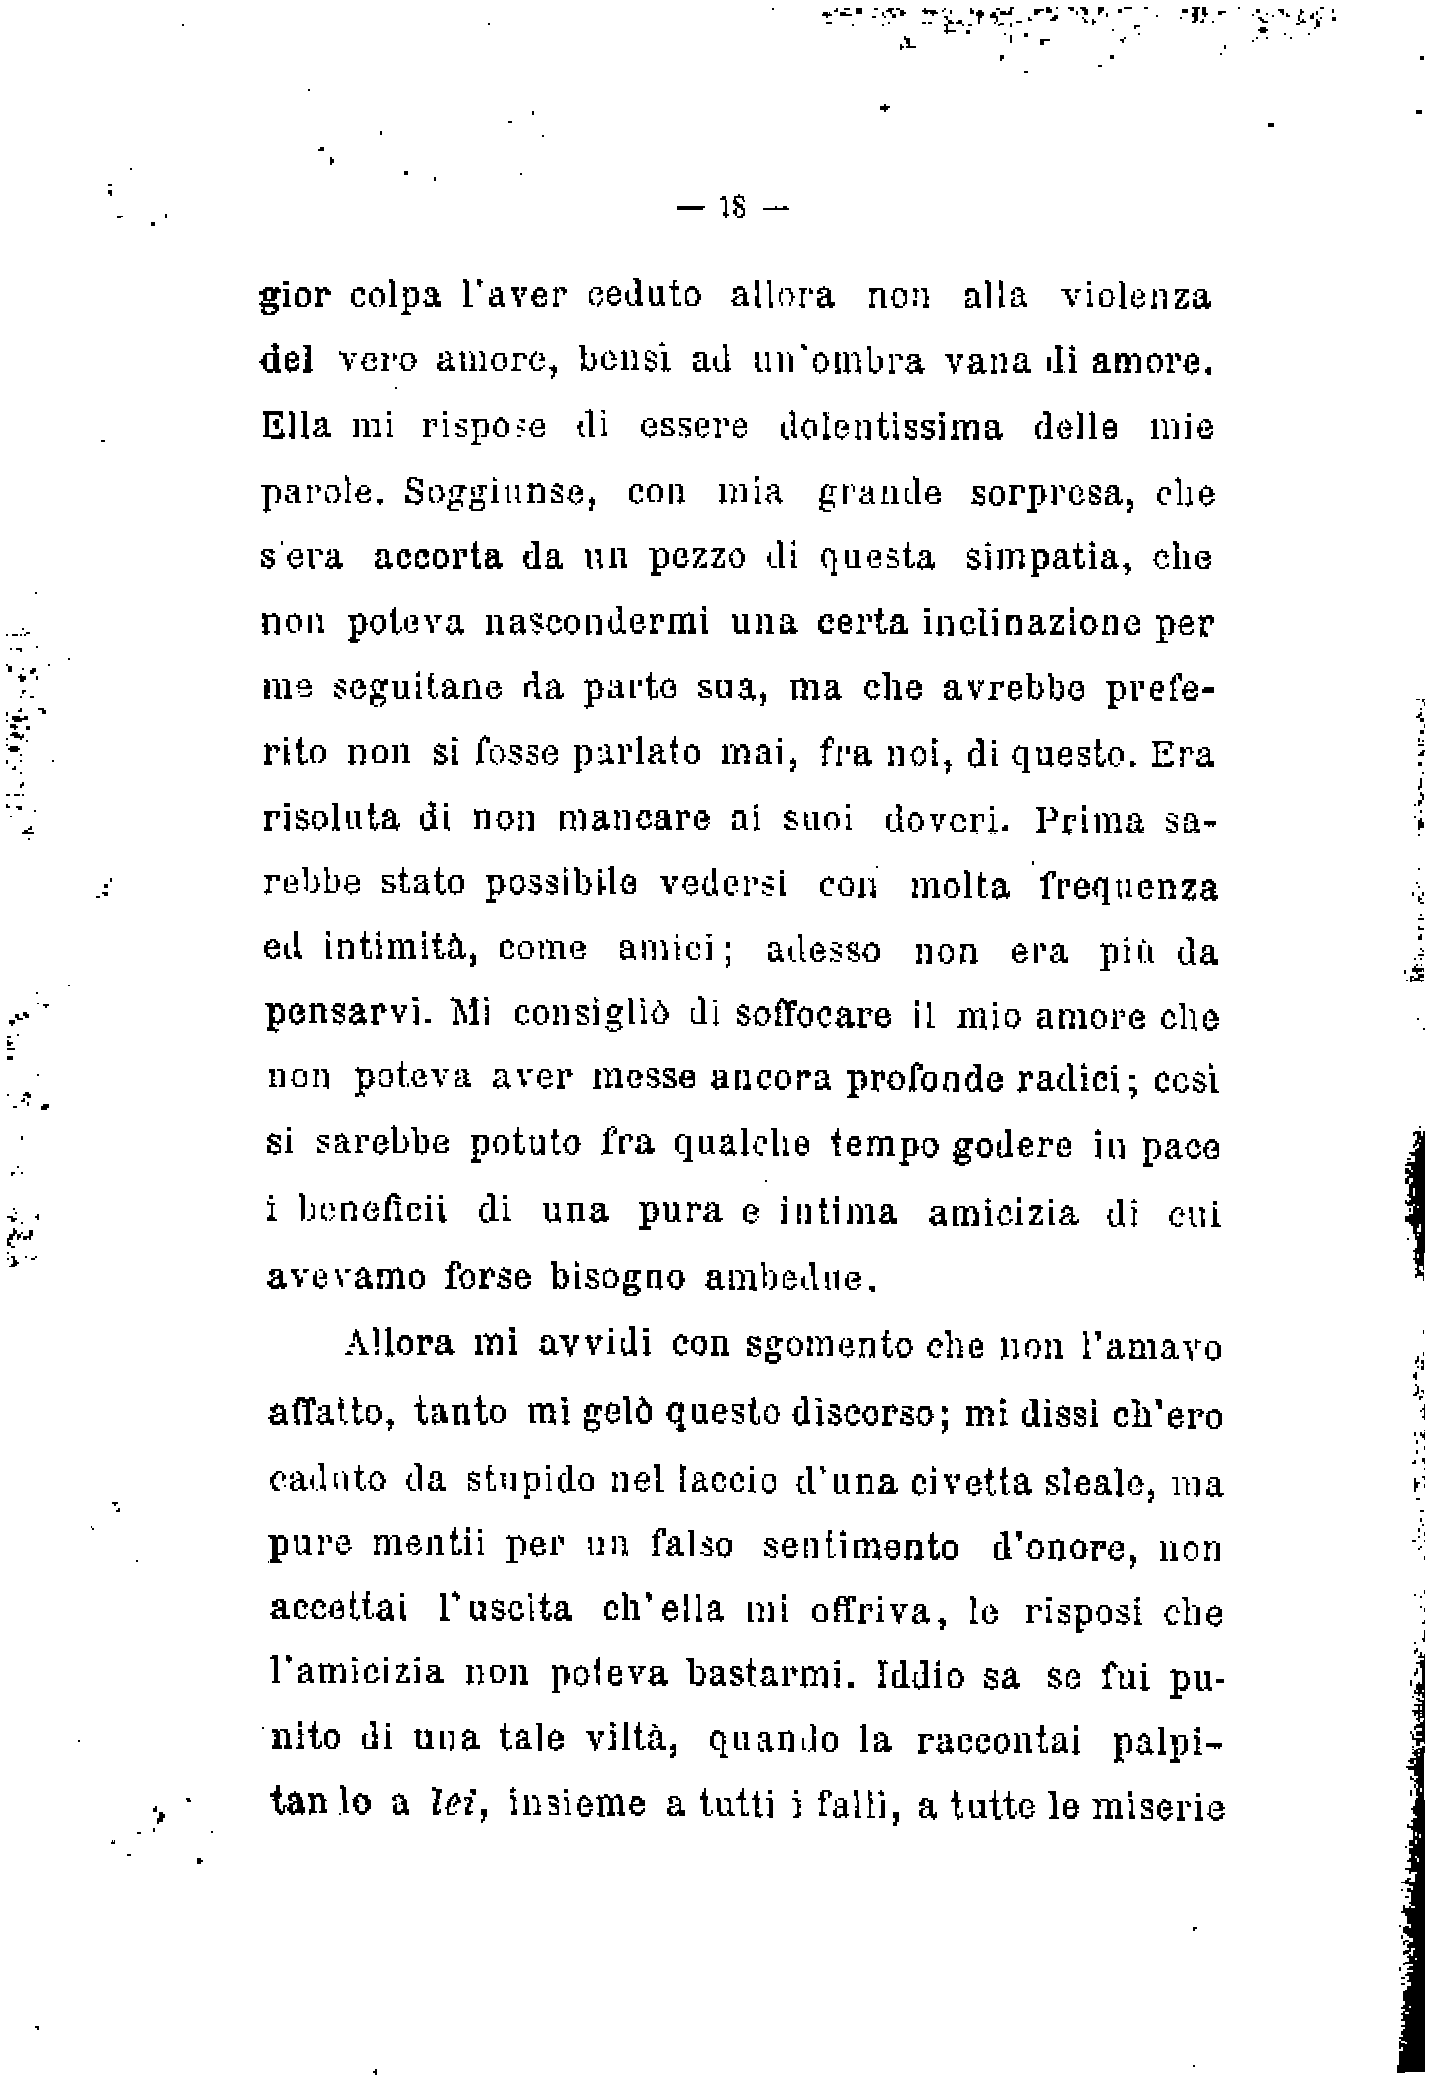 — 18 —
gior colpa l'aver ceduto allora non alla violenza
del vero amore, bensì ad un'ombra vana di amore.
Ella mi rispose di essere dolentissima delle mie
parole. Soggiunse, con mia grande sorpresa, che
s'era accorta da un pezzo di questa simpatia, che
non poteva nascondermi una certa inclinazione per
me seguitane da parte sua, ma che avrebbe prefe-
rito non si fosse parlato mai, fra noi, di questo. Era
risoluta di non mancare ai suoi doveri. Prima sa-
rebbe stato possibile vedersi con molta frequenza
ed intimità, come amici; adesso non era più da
pensarvi. Mi consigliò di soffocare il mio amore che
non poteva aver messe ancora profonde radici; così
si sarebbe potuto fra qualche tempo godere in pace
i beneficii di una pura e intima amicizia di cui
avevamo forse bisogno ambedue.
Allora mi avvidi con sgomento che non l'amavo
affatto, tanto mi gelò questo discorso; mi dissi ch'ero
caduto da stupido nel laccio d'una civetta sleale, ma
pure mentii per un falso sentimento d'onore, non
accettai l'uscita ch'ella mi offriva, le risposi che
l'amicizia non poteva bastarmi. Iddio sa se fui pu-
nito di una tale viltà, quando la raccontai palpi-
tando a lei, insieme a tutti i falli, a tutte le miserie